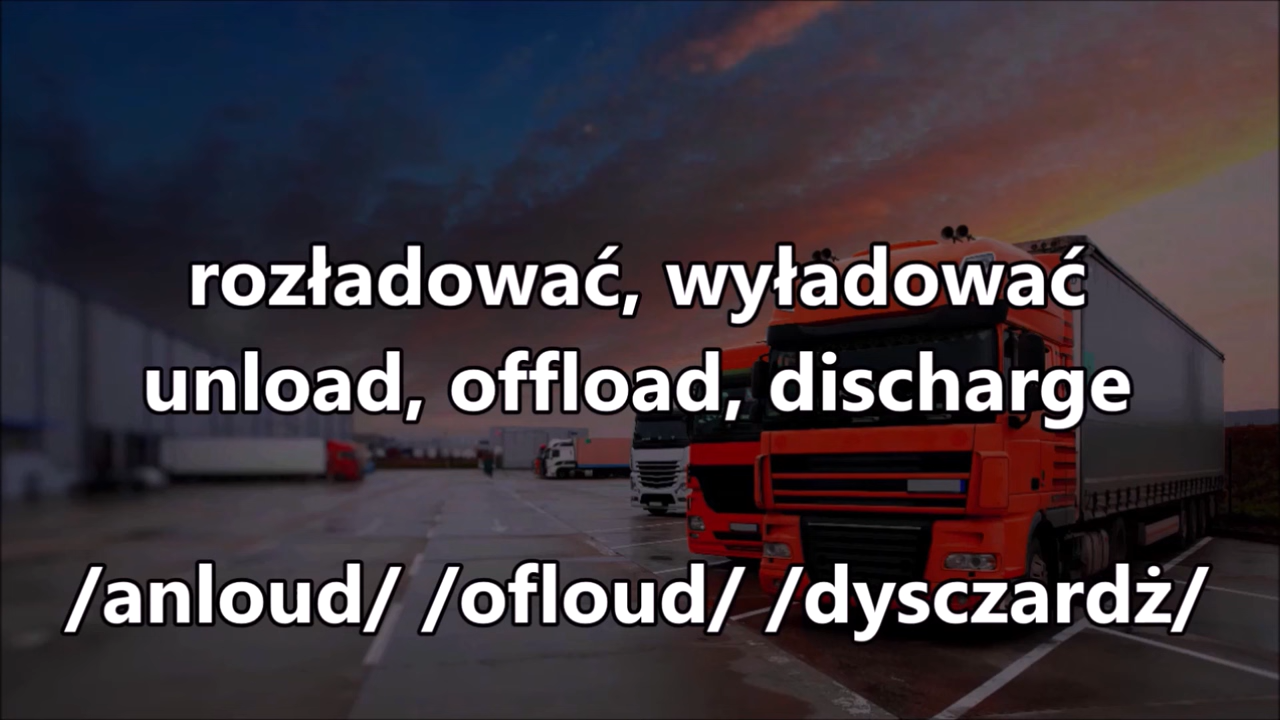 rozładować, wyładować
unload, offload, discharge
/anloud/ /ofloud/ /dysczardż/